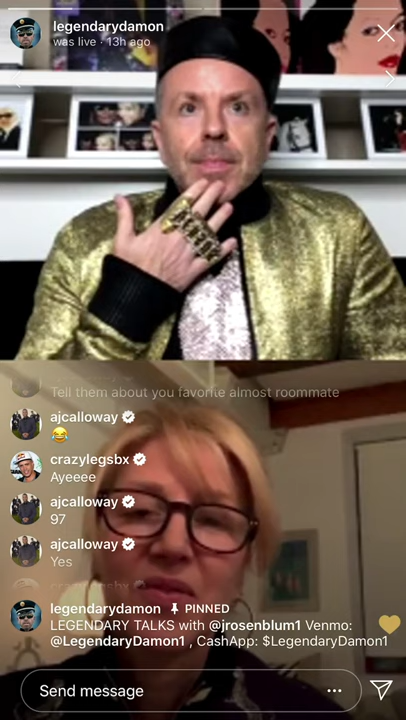 legendarydamon
was live · 13h ago
Tell them about you favorite almost roommate
ajcalloway
😂
crazylegsbx
Ayeeee
ajcalloway
97
ajcalloway
Yes
crazylegsbx
legendarydamon PINNED
LEGENDARY TALKS with @jrosenblum1 Venmo:
@LegendaryDamon1 , CashApp: $LegendaryDamon1
Send message